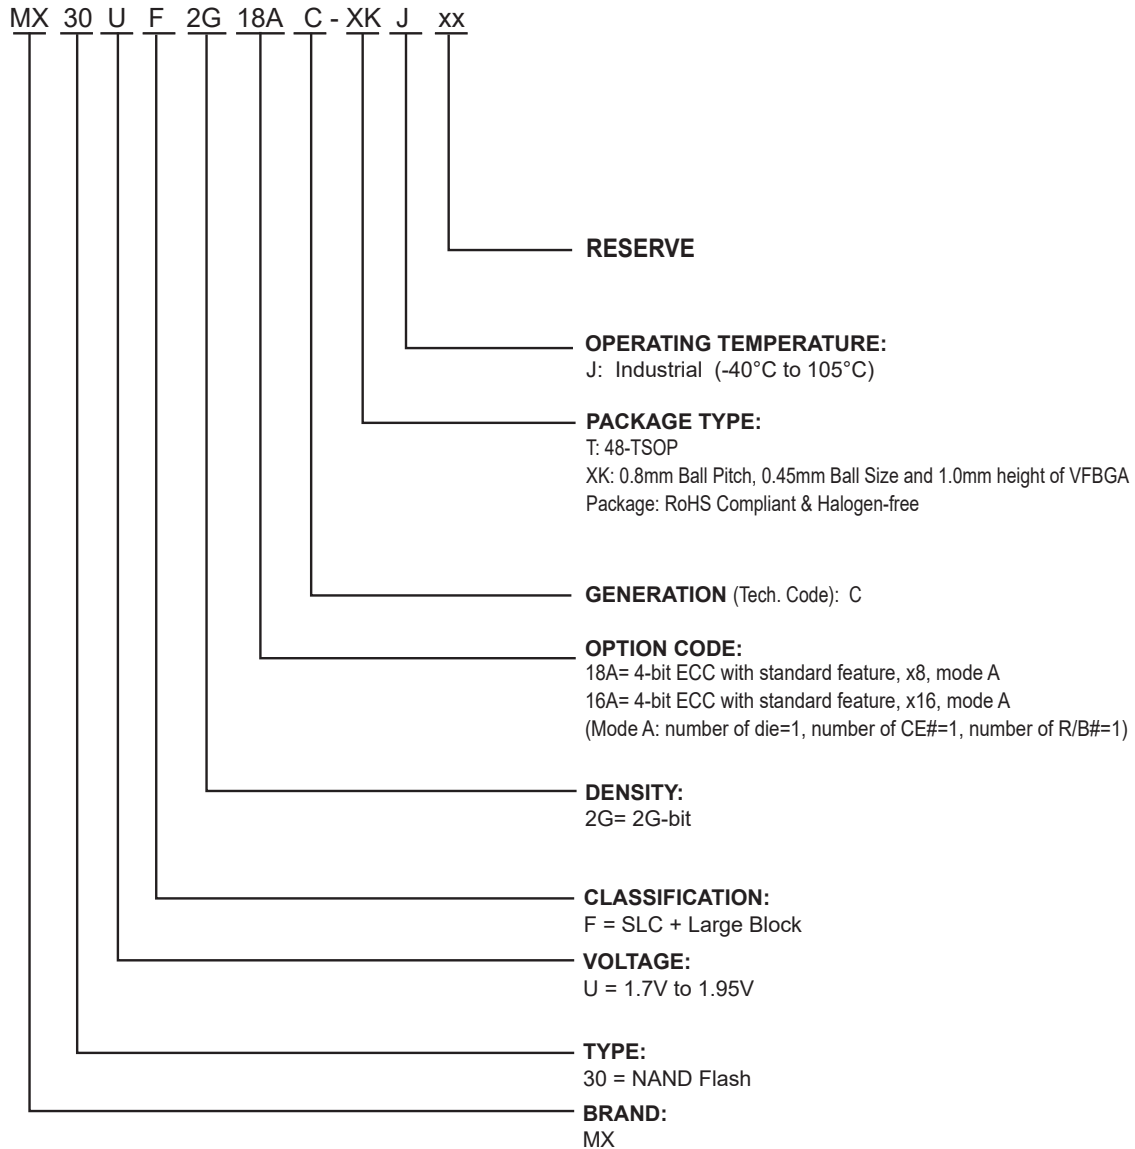 MX 30 U F 2G 18A C - XK J xx
RESERVE
OPERATING TEMPERATURE:
J: Industrial (-40°C to 105°C)
PACKAGE TYPE:
T: 48-TSOP
XK: 0.8mm Ball Pitch, 0.45mm Ball Size and 1.0mm height of VFBGA
Package: RoHS Compliant & Halogen-free
GENERATION (Tech. Code): C
OPTION CODE:
18A= 4-bit ECC with standard feature, x8, mode A
16A= 4-bit ECC with standard feature, x16, mode A
(Mode A: number of die=1, number of CE#=1, number of R/B#=1)
DENSITY:
2G= 2G-bit
CLASSIFICATION:
F = SLC + Large Block
VOLTAGE:
U = 1.7V to 1.95V
TYPE:
30 = NAND Flash
BRAND:
MX